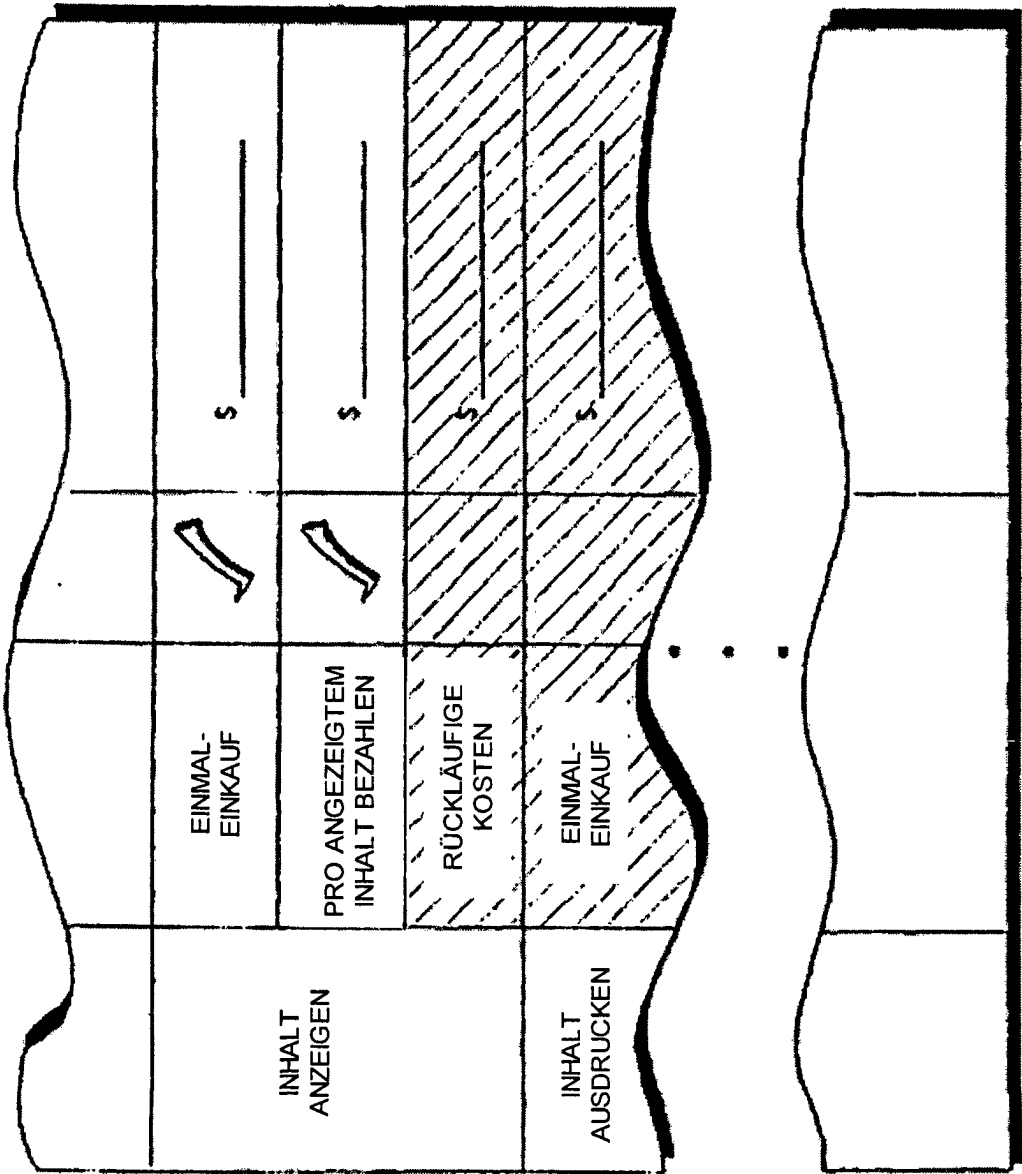 INHALT
ANZEIGEN
EINMAL-
EINKAUF
$
PRO ANGEZEIGTEM
INHALT BEZAHLEN
$
RÜCKLÄUFIGE
KOSTEN
$
INHALT
AUSDRUCKEN
EINMAL-
EINKAUF
$